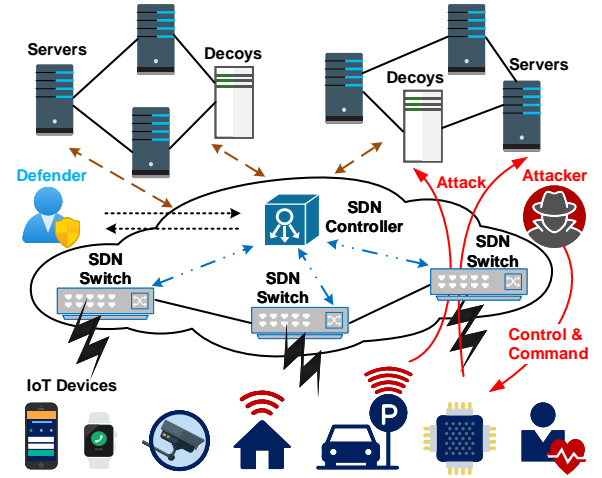 Servers
Decoys
Decoys
Servers
Defender
Attack
Attacker
SDN
Controller
SDN
Switch
SDN
Switch
SDN
Switch
Control &
Command
IoT Devices
P